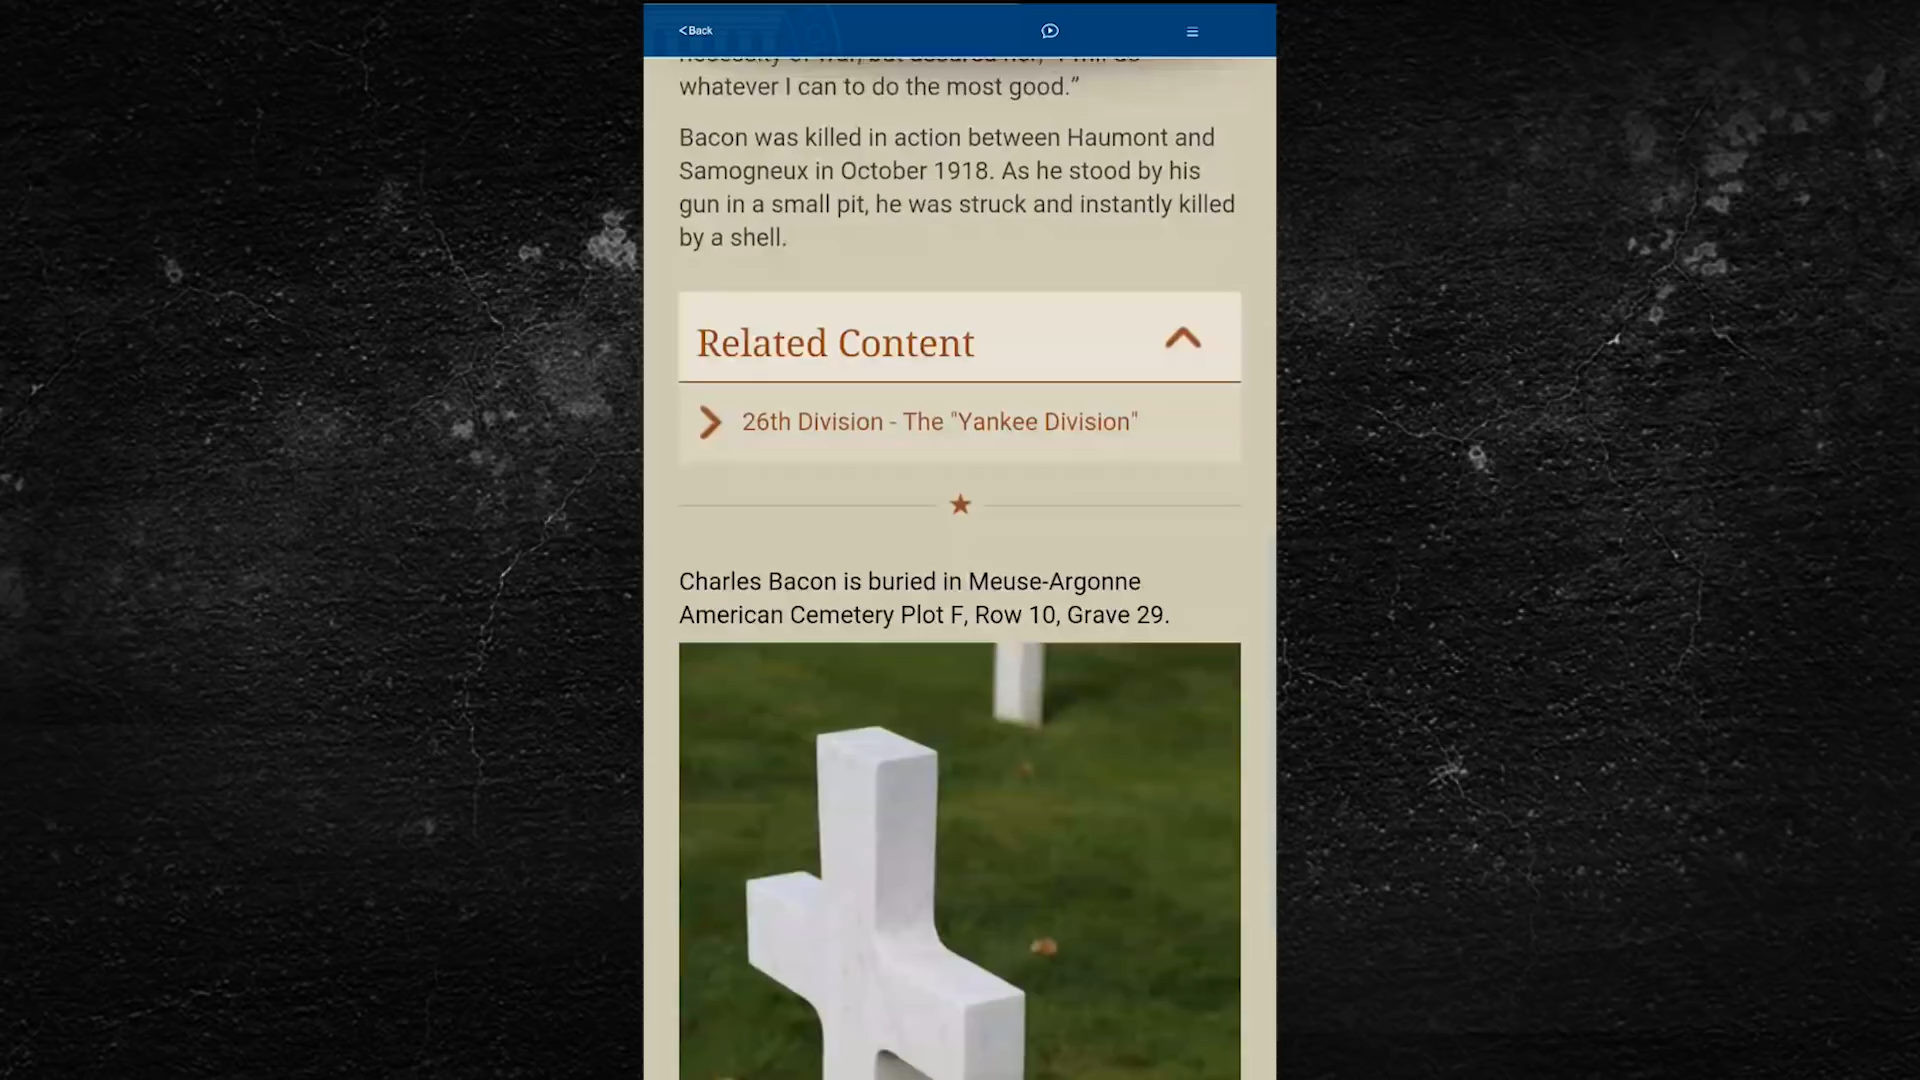 <Back
whatever I can to do the most good.”
Bacon was killed in action between Haumont and
Samogneux in October 1918. As he stood by his
gun in a small pit, he was struck and instantly killed
by a shell.
Related Content
26th Division - The "Yankee Division"
Charles Bacon is buried in Meuse-Argonne
American Cemetery Plot F, Row 10, Grave 29.